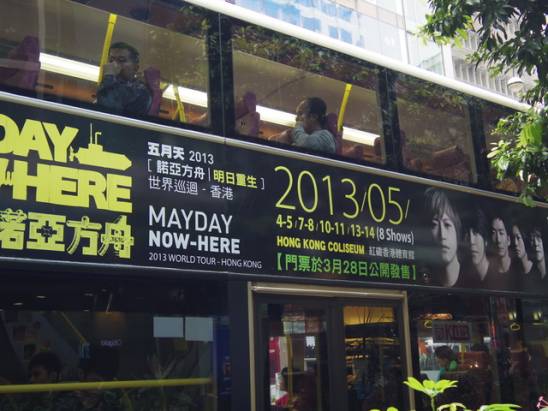 DAY
HERE
諾亞方舟
五月天 2013
[ 諾亞方舟 | 明日重生 ]
世界巡迴 - 香港
MAYDAY
NOW-HERE
2013 WORLD TOUR - HONG KONG
2013/05/
4-5/7-8/10-11/13-14 (8 Shows)
HONG KONG COLISEUM 紅磡香港體育館
【門票於3月28日公開發售】